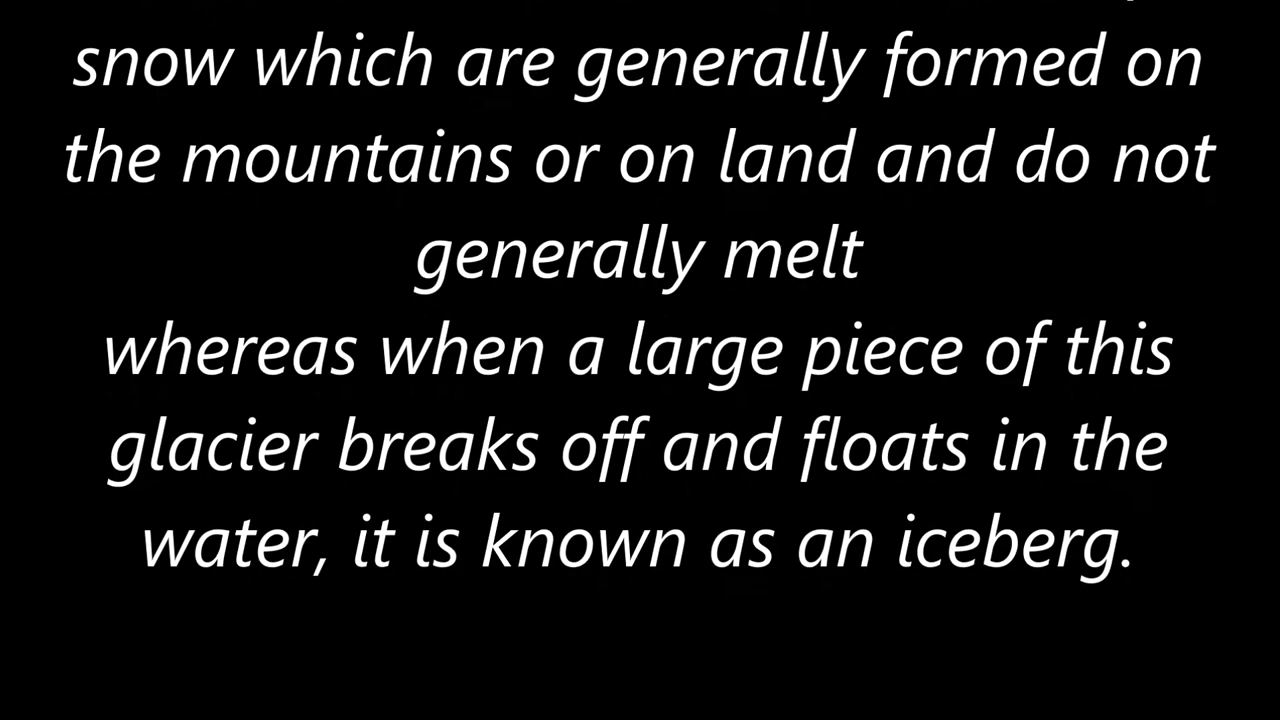 snow which are generally formed on
the mountains or on land and do not
generally melt
whereas when a large piece of this
glacier breaks off and floats in the
water, it is known as an iceberg.